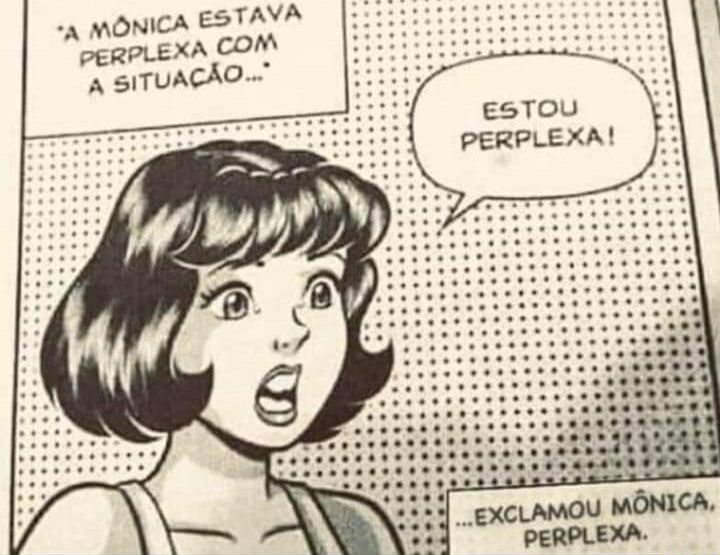 "A MÔNICA ESTAVA
PERPLEXA COM
A SITUAÇÃO..."
ESTOU
PERPLEXA!
...EXCLAMOU MÔNICA,
PERPLEXA.